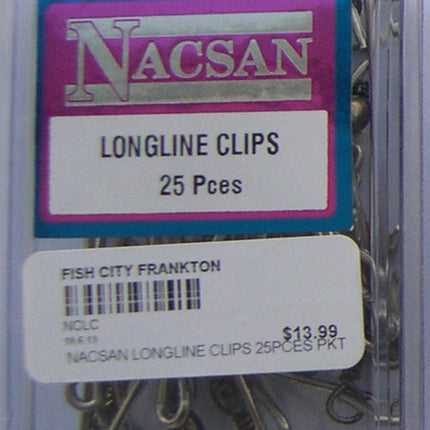 NACSAN
LONGLINE CLIPS
25 Pces
FISH CITY FRANKTON
NCLC
18.6.13
$13.99
NACSAN LONGLINE CLIPS 25PCES PKT